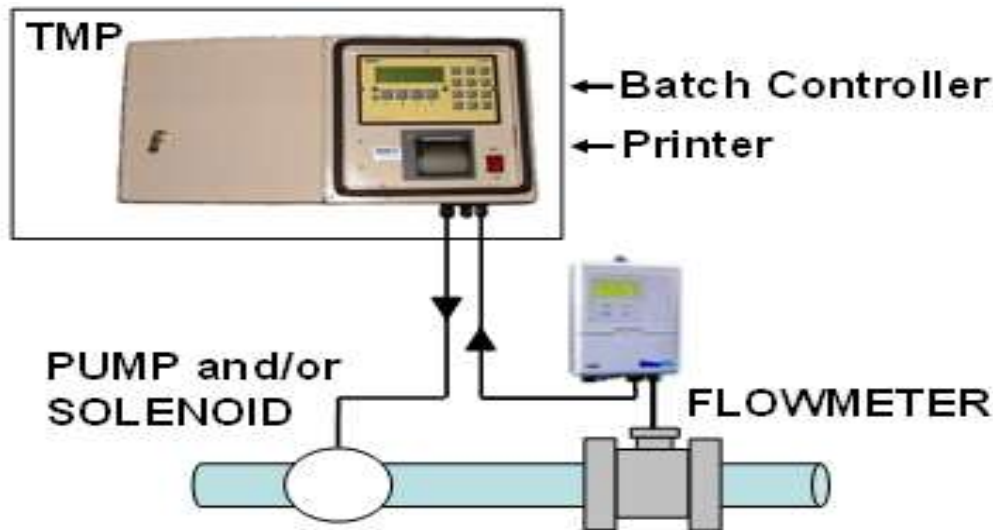 TMP
Batch Controller
Printer
PUMP and/or
SOLENOID
FLOWMETER